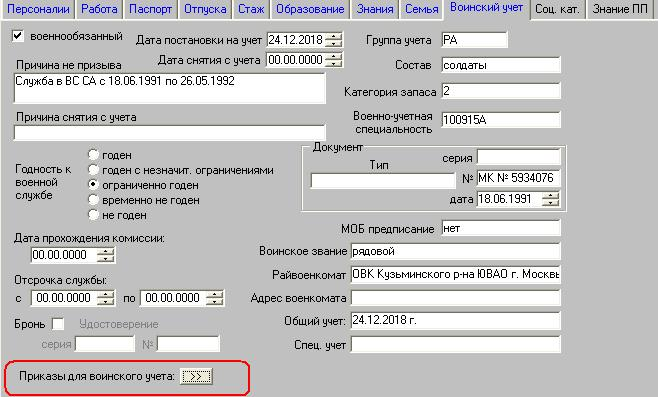 Персоналии Работа Паспорт Отпуска Стаж Образование Знания Семья Воинский учет Соц. кат. Знание ПП
военнообязанный Дата постановки на учет 24.12.2018 Группа учета РА
Дата снятия с учета 00.00.0000
Причина не призыва Состав солдаты
Служба в ВС СА с 18.06.1991 по 26.05.1992
Категория запаса 2
Причина снятия с учета
Военно-учетная специальность 100915А
Документ
Годность к военной службе
годен
годен с незначит. ограничениями
ограниченно годен
временно не годен
не годен
Тип серия
№ МК № 5934076
дата 18.06.1991
МОБ предписание нет
Дата прохождения комиссии:
00.00.0000
Воинское звание рядовой
Райвоенкомат ОВК Кузьминского р-на ЮВАО г. Москвы
Отсрочка службы:
с 00.00.0000 по 00.00.0000
Адрес военкомата
Бронь Удостоверение
Общий учет: 24.12.2018 г.
серия №
Спец. учет
Приказы для воинского учета: >>